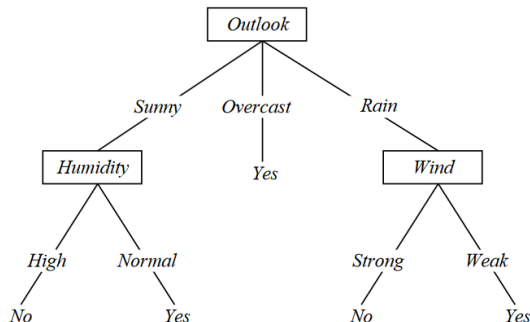 Outlook
Sunny Overcast Rain
Humidity Yes Wind
High Normal Strong Weak
No Yes No Yes